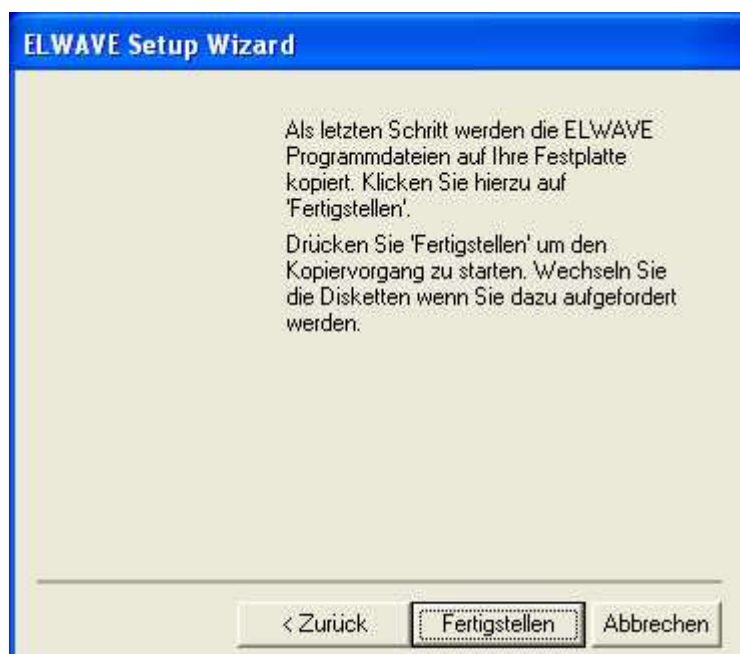 ELWAVE Setup Wizard
Als letzten Schritt werden die ELWAVE
Programmdateien auf Ihre Festplatte
kopiert. Klicken Sie hierzu auf
'Fertigstellen'.
Drücken Sie 'Fertigstellen' um den
Kopiervorgang zu starten. Wechseln Sie
die Disketten wenn Sie dazu aufgefordert
werden.
< Zurück
Fertigstellen
Abbrechen